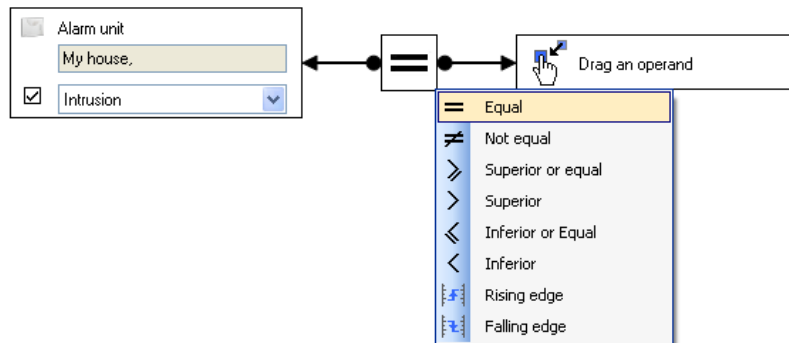 Alarm unit
My house,
Intrusion
Drag an operand
Equal
Not equal
Superior or equal
Superior
Inferior or Equal
Inferior
Rising edge
Falling edge